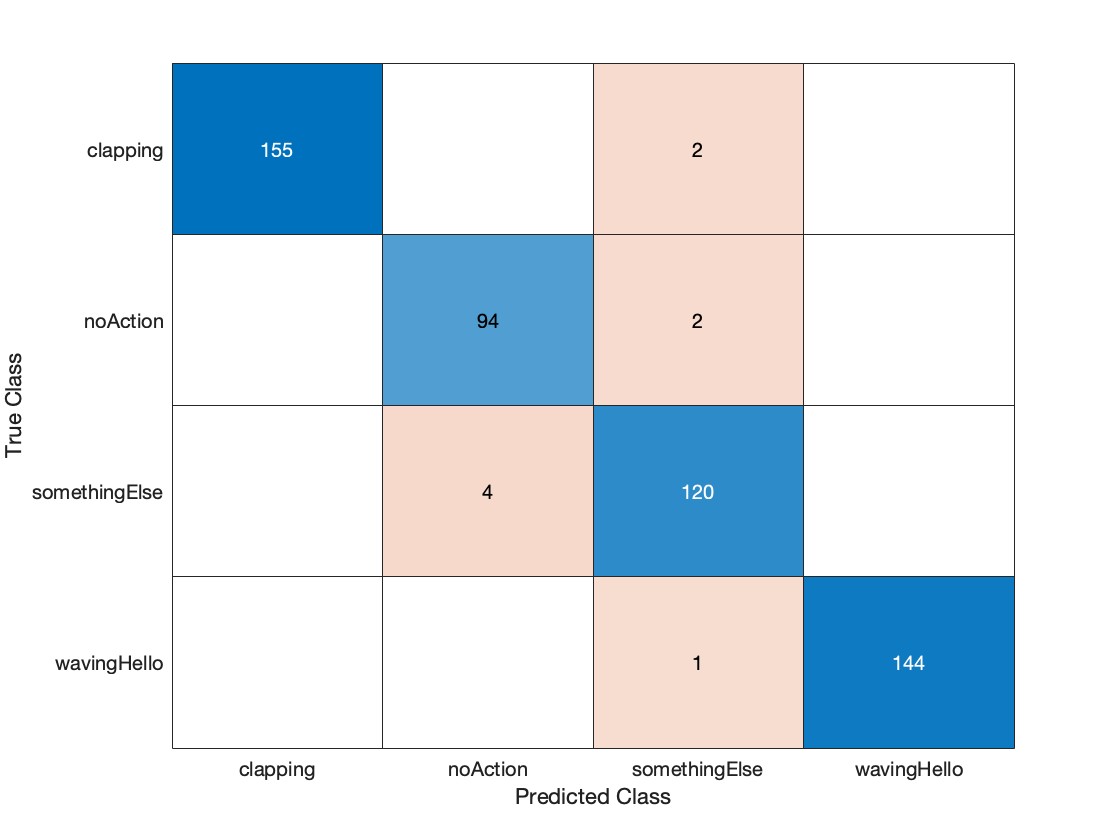 True Class
clapping 155 2
noAction 94 2
somethingElse 4 120
wavingHello 1 144
clapping noAction somethingElse wavingHello
Predicted Class